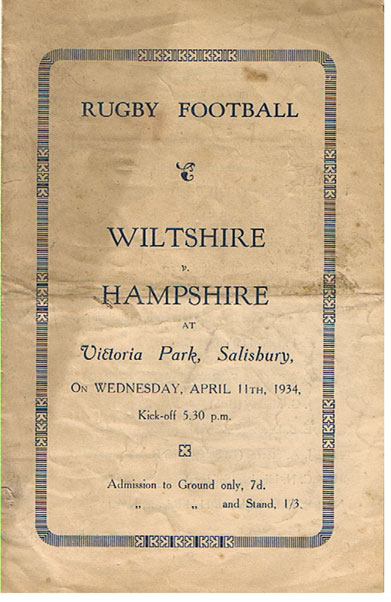 RUGBY FOOTBALL
WILTSHIRE
v.
HAMPSHIRE
AT
Victoria Park, Salisbury,
ON WEDNESDAY, APRIL 11TH, 1934,
Kick-off 5.30 p.m.
Admission to Ground only, 7d.
„ „ and Stand, 1/3.